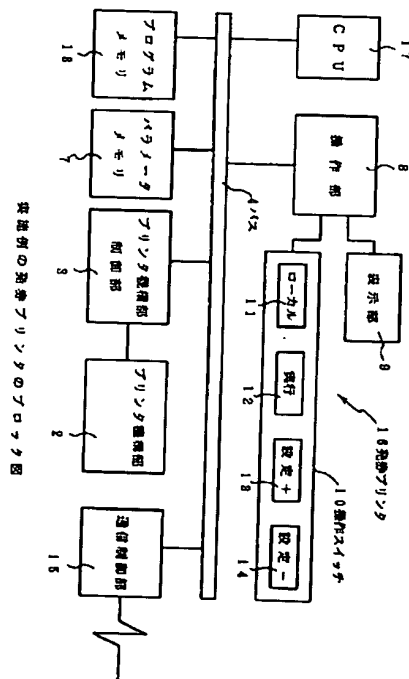 17
CPU
8
操作部
表示部
9
16発券プリンタ
10操作スイッチ
ローカル
11
実行
12
設定+
13
設定-
14
4バス
プログラム
メモリ
18
パラメータ
メモリ
7
プリンタ機構部
制御部
3
プリンタ機構部
2
通信制御部
15
実施例の発券プリンタのブロック図